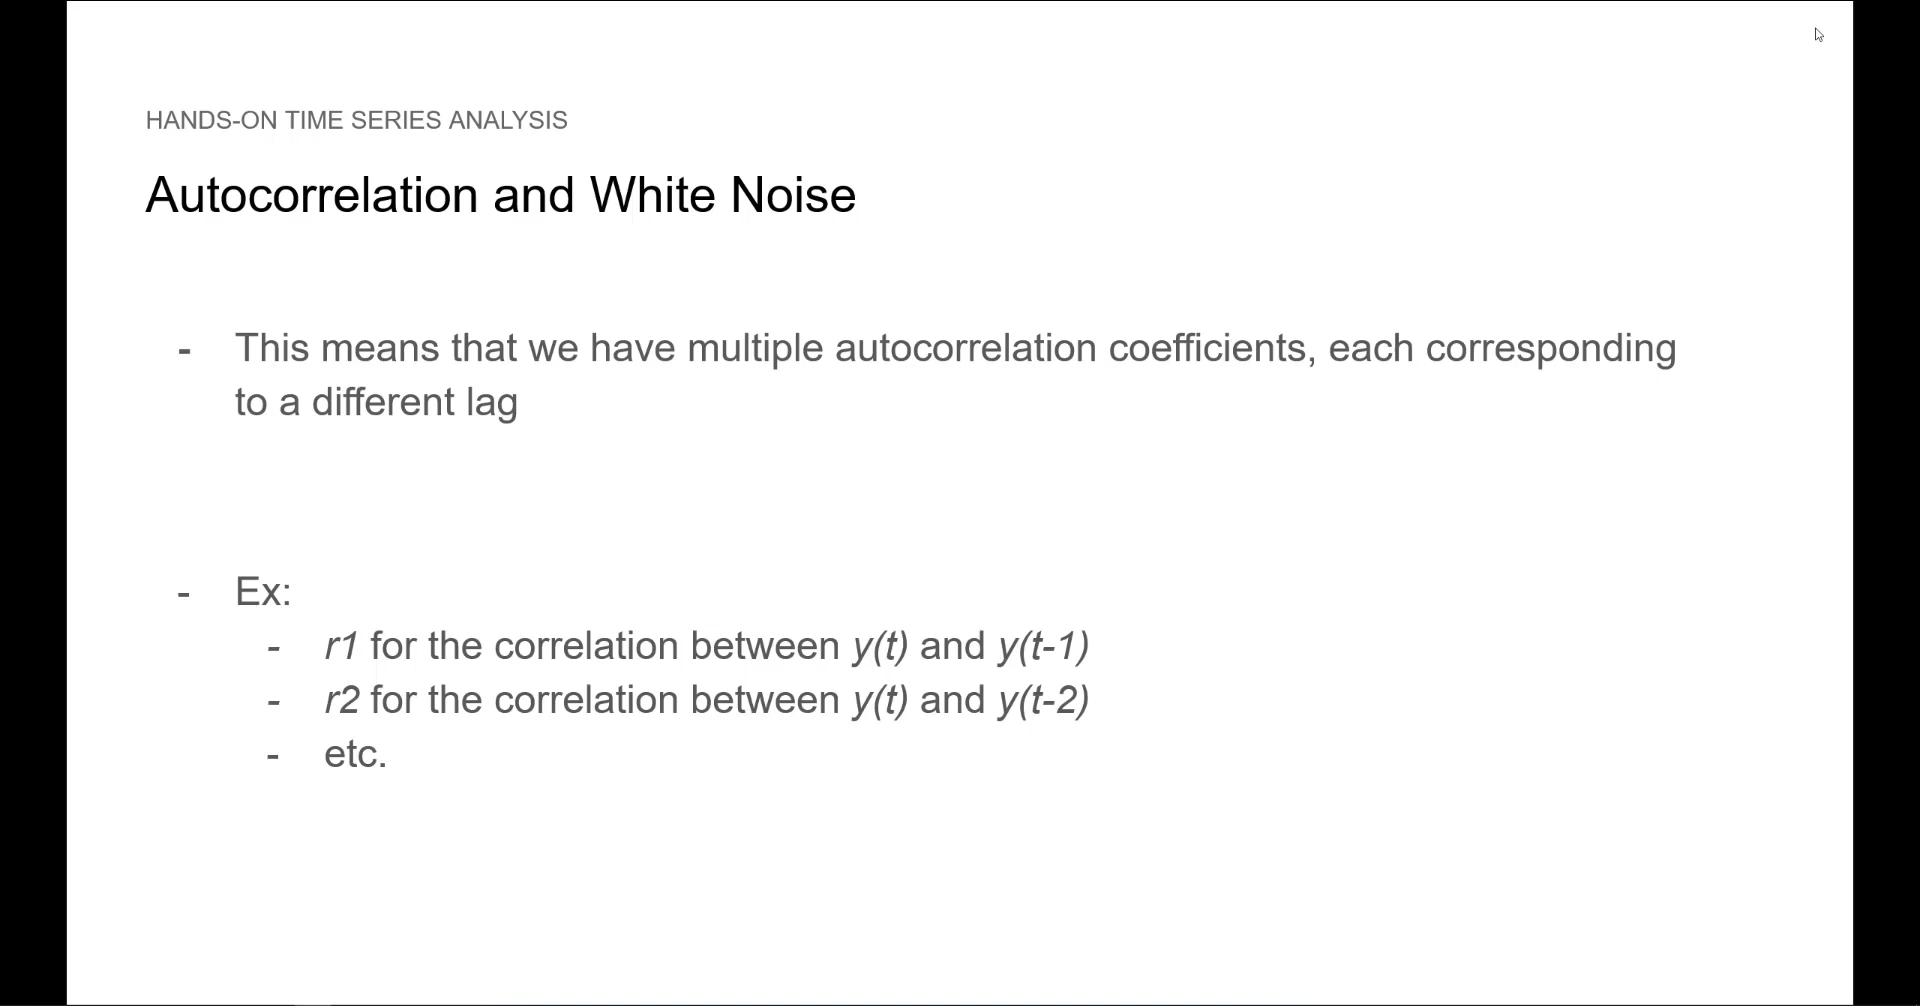 HANDS-ON TIME SERIES ANALYSIS
Autocorrelation and White Noise
- This means that we have multiple autocorrelation coefficients, each corresponding
to a different lag
- Ex:
- r1 for the correlation between y(t) and y(t-1)
- r2 for the correlation between y(t) and y(t-2)
- etc.